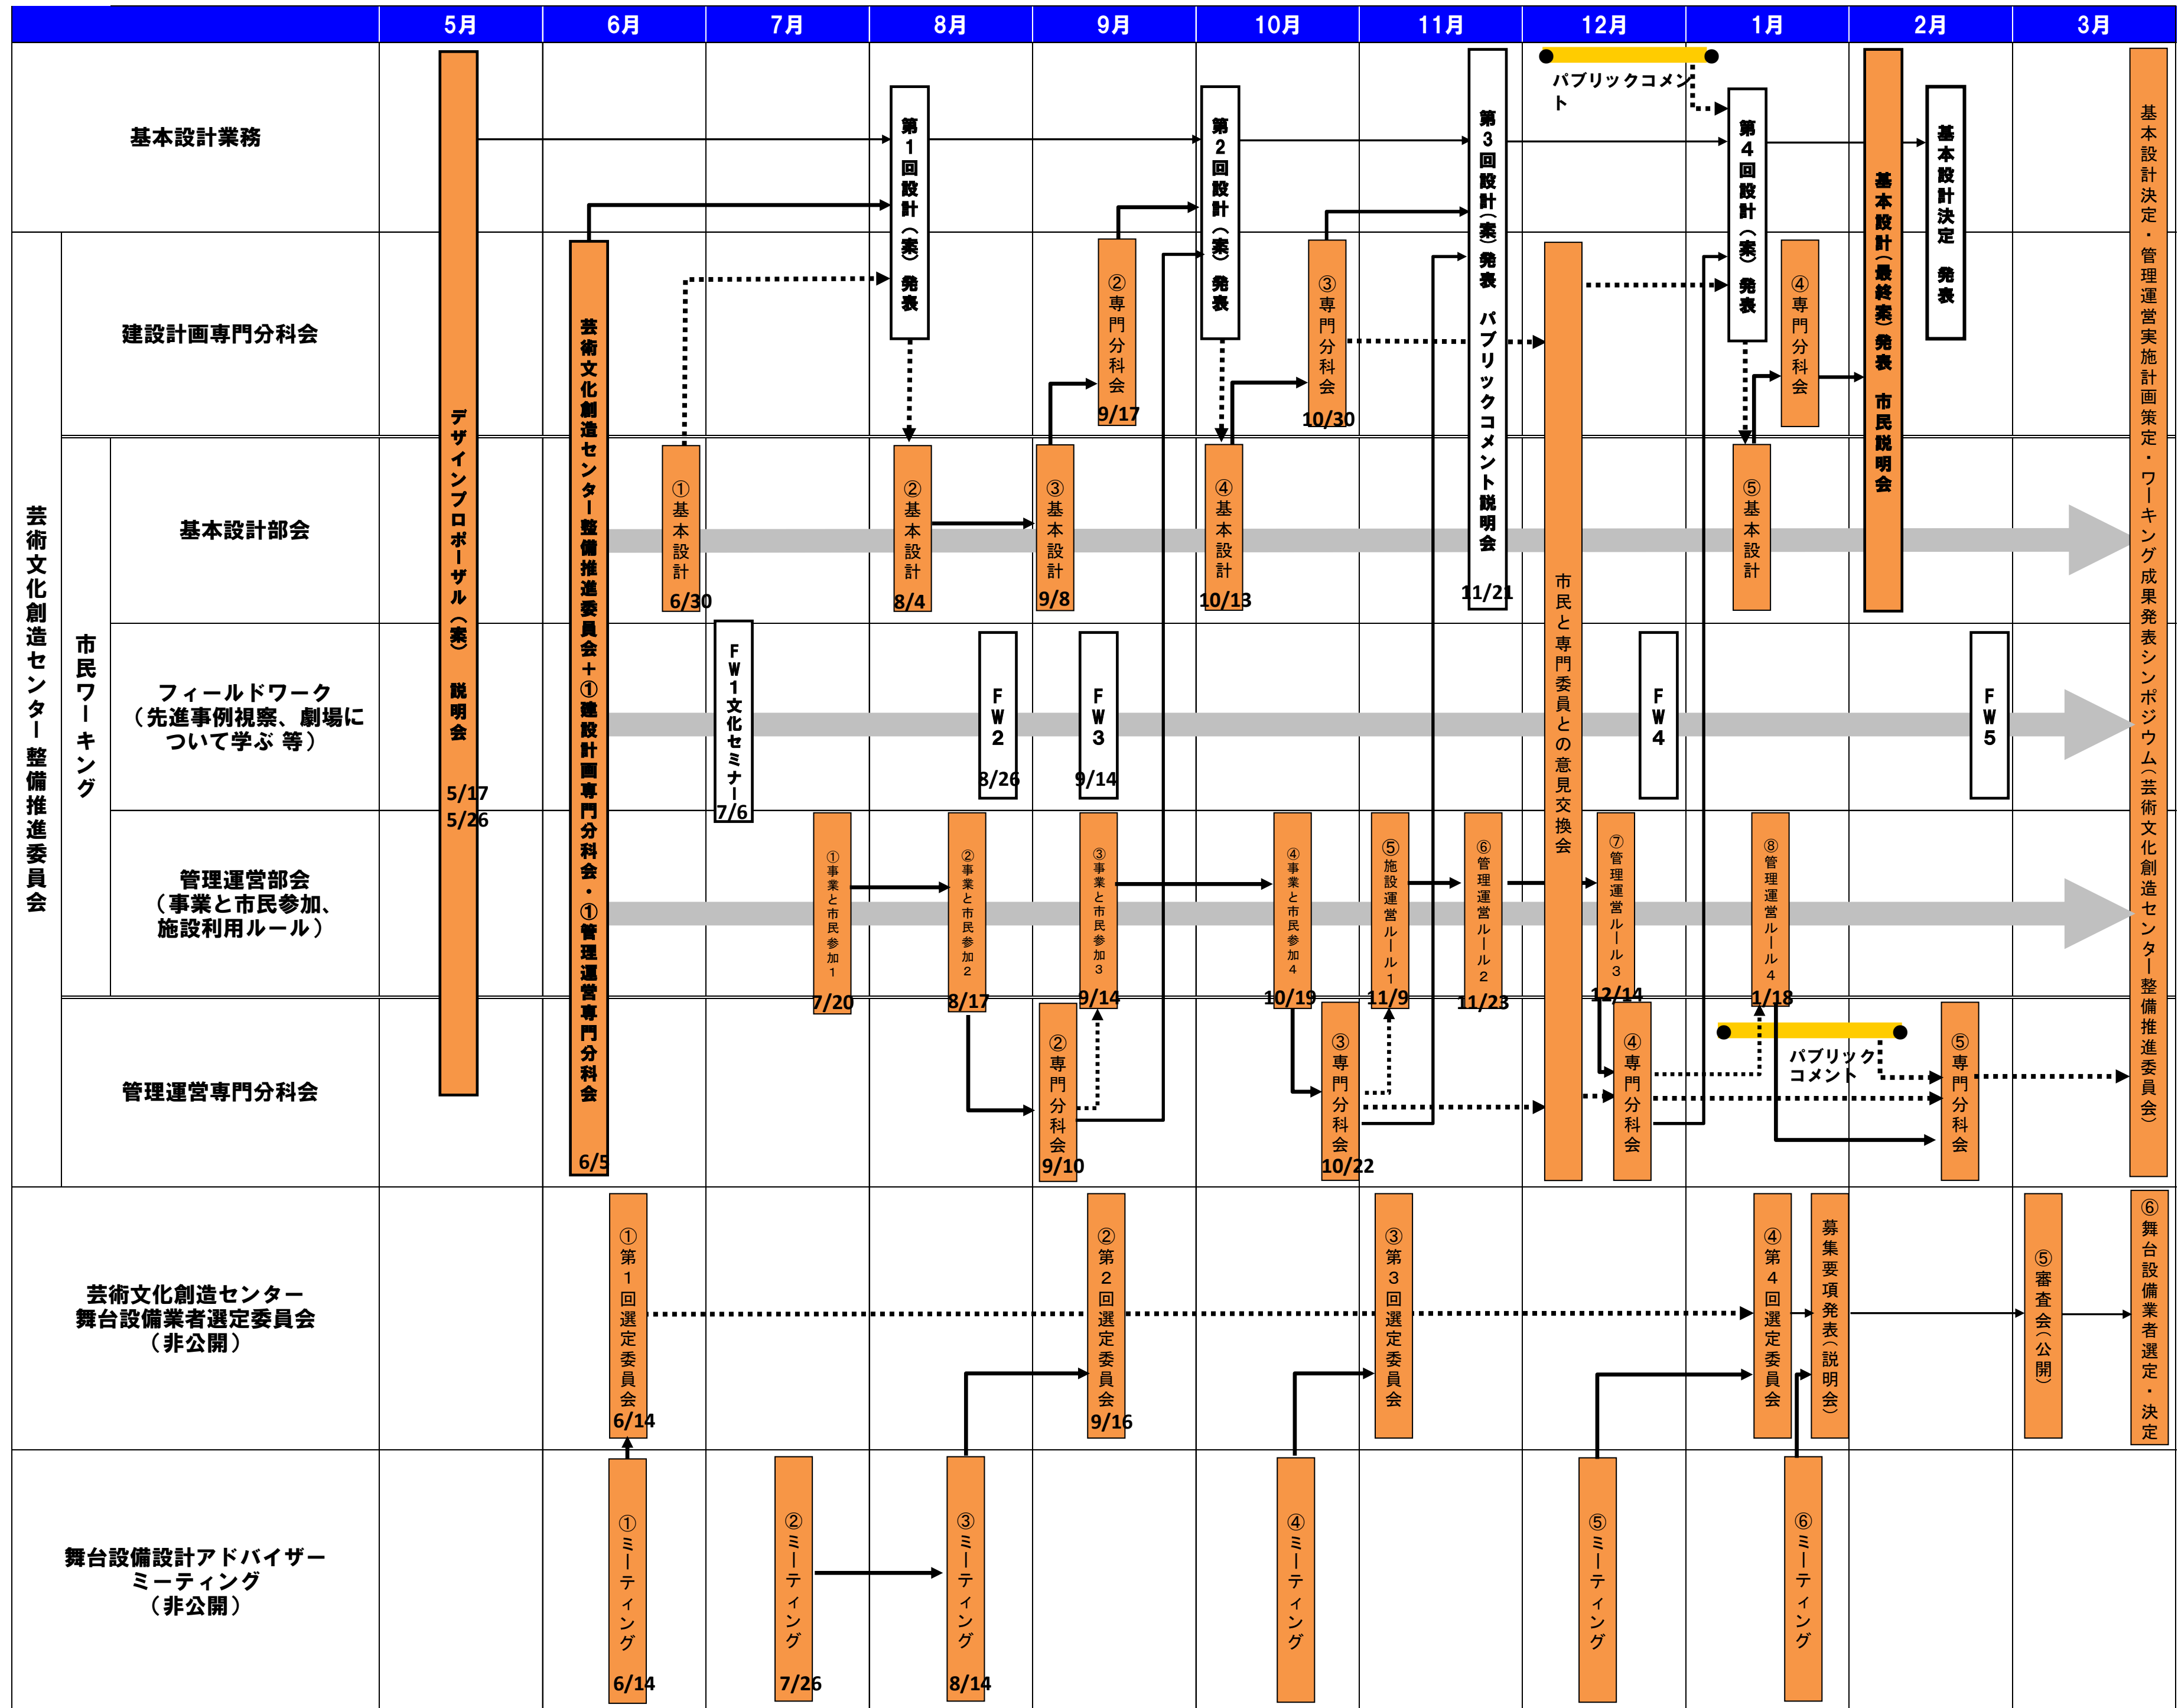 5月
6月
7月
8月
9月
10月
11月
12月
1月
2月
3月
基本設計業務
芸術文化創造センター整備推進委員会
建設計画専門分科会
市民ワーキング
基本設計部会
フィールドワーク
（先進事例視察、劇場に
ついて学ぶ 等）
管理運営部会
（事業と市民参加、
施設利用ルール）
管理運営専門分科会
芸術文化創造センター
舞台設備業者選定委員会
（非公開）
舞台設備設計アドバイザー
ミーティング
（非公開）
デザインプロポーザル（案） 説明会
5/17
5/26
芸術文化創造センター整備推進委員会＋①建設計画専門分科会・①管理運営専門分科会
6/5
第１回設計（案）発表
第２回設計（案）発表
第３回設計（案）発表 パブリックコメント説明会
11/21
パブリックコメン
ト
第４回設計（案）発表
基本設計（最終案）発表 市民説明会
基本設計決定 発表
基本設計決定・管理運営実施計画策定・ワーキング成果発表シンポジウム（芸術文化創造センター整備推進委員会）
②専門分科会
9/17
③専門分科会
10/30
④専門分科会
市民と専門委員との意見交換会
①基本設計
6/30
②基本設計
8/4
③基本設計
9/8
④基本設計
10/13
⑤基本設計
FW１文化セミナー
7/6
FW２
8/26
FW３
9/14
FW４
FW５
①事業と市民参加１
7/20
②事業と市民参加２
8/17
③事業と市民参加３
9/14
④事業と市民参加４
10/19
⑤施設運営ルール１
11/9
⑥管理運営ルール２
11/23
⑦管理運営ルール３
12/14
⑧管理運営ルール４
1/18
②専門分科会
9/10
③専門分科会
10/22
④専門分科会
パブリック
コメント
⑤専門分科会
①第１回選定委員会
6/14
②第２回選定委員会
9/16
③第３回選定委員会
④第４回選定委員会
募集要項発表（説明会）
⑤審査会（公開）
⑥舞台設備業者選定・決定
①ミーティング
6/14
②ミーティング
7/26
③ミーティング
8/14
④ミーティング
⑤ミーティング
⑥ミーティング